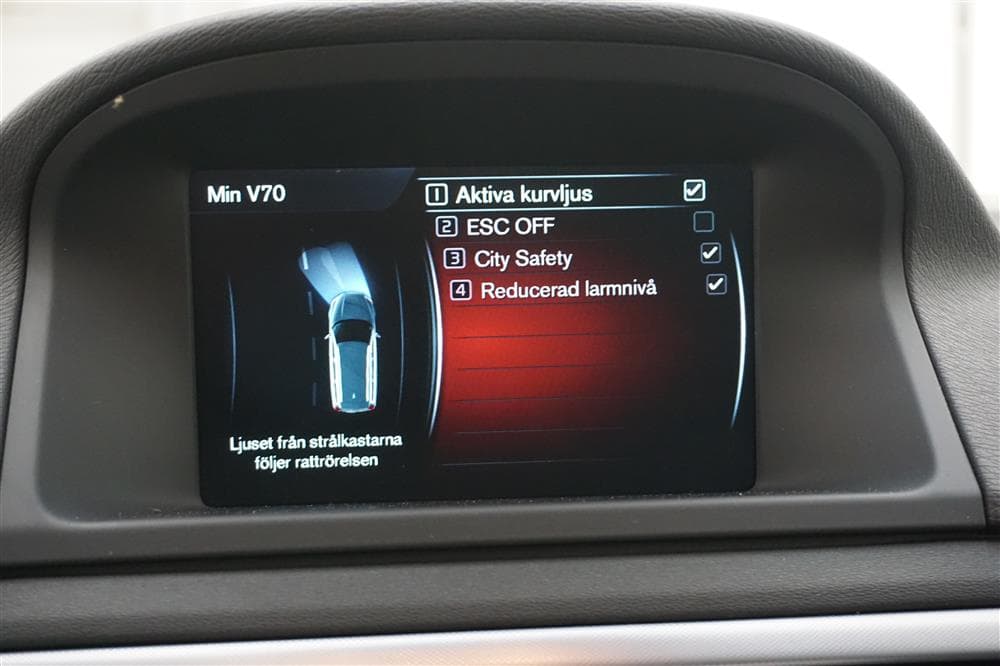 Min V70
1 Aktiva kurvljus
2 ESC OFF
3 City Safety
4 Reducerad larmnivå
Ljuset från strålkastarna
följer rattrörelsen